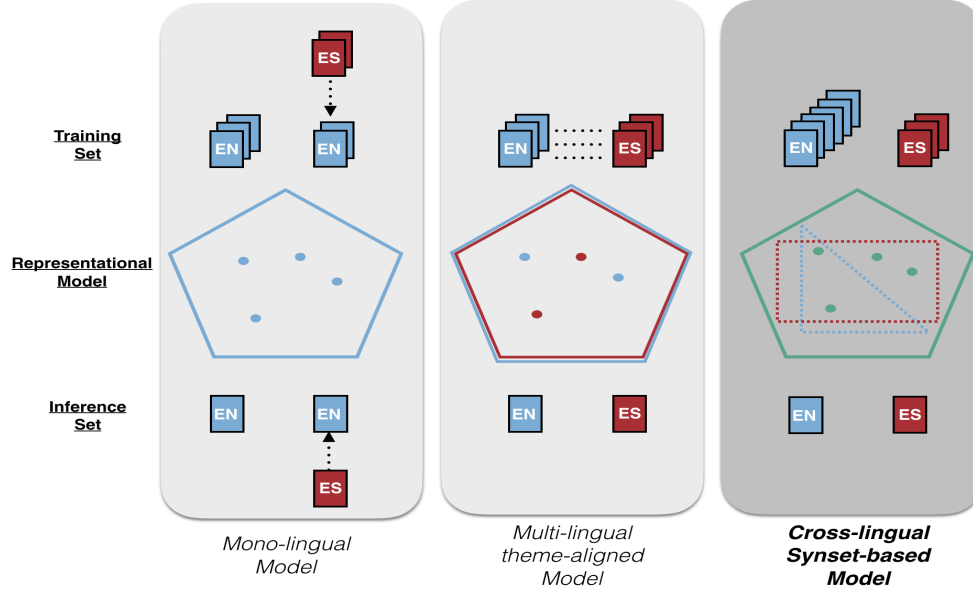 ES
Training
Set
EN
EN
EN
ES
EN
ES
Representational
Model
Inference
Set
EN
EN
EN
ES
EN
ES
ES
Mono-lingual
Model
Multi-lingual
theme-aligned
Model
Cross-lingual
Synset-based
Model